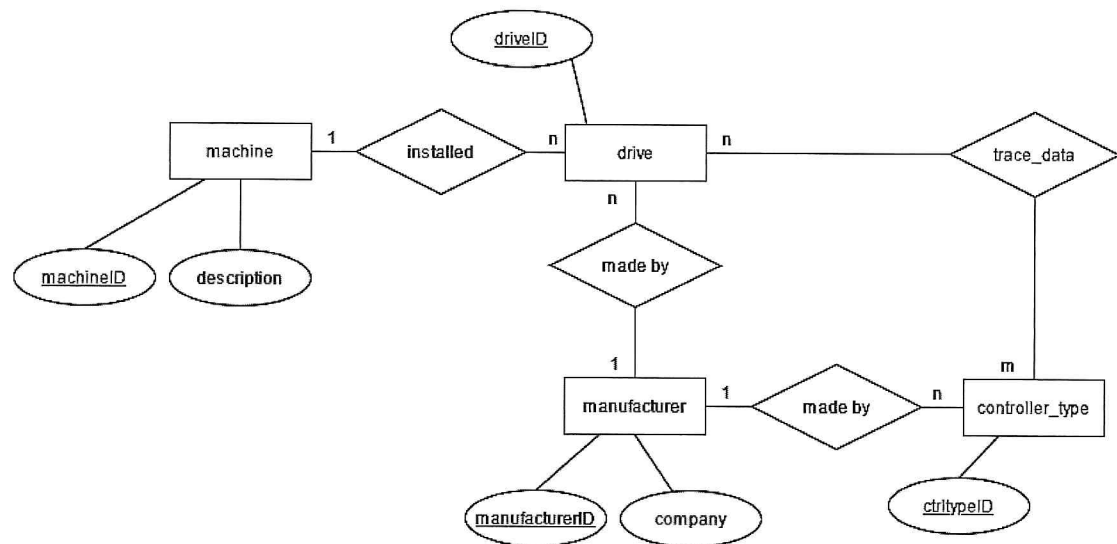 driveID
machine
1
installed
n
drive
n
trace_data
n
made by
machineID
description
1
m
manufacturer
1
made by
n
controller_type
manufacturerID
company
ctrltypeID